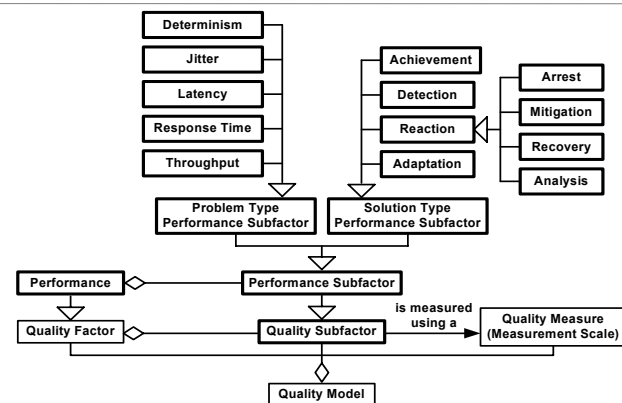 Determinism
Jitter
Latency
Response Time
Throughput
Achievement
Detection
Reaction
Adaptation
Arrest
Mitigation
Recovery
Analysis
Problem Type
Performance Subfactor
Solution Type
Performance Subfactor
Performance
Performance Subfactor
Quality Factor
Quality Subfactor
is measured
using a
Quality Measure
(Measurement Scale)
Quality Model